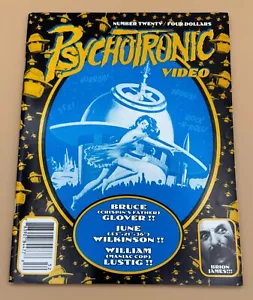 NUMBER TWENTY / FOUR DOLLARS
PSYCHOTRONIC
VIDEO
BRUCE
(CRISPIN'S FATHER)
GLOVER !!
JUNE
WILKINSON !!
WILLIAM
(MANIAC COP)
LUSTIG !!
BRION
JAMES!!!